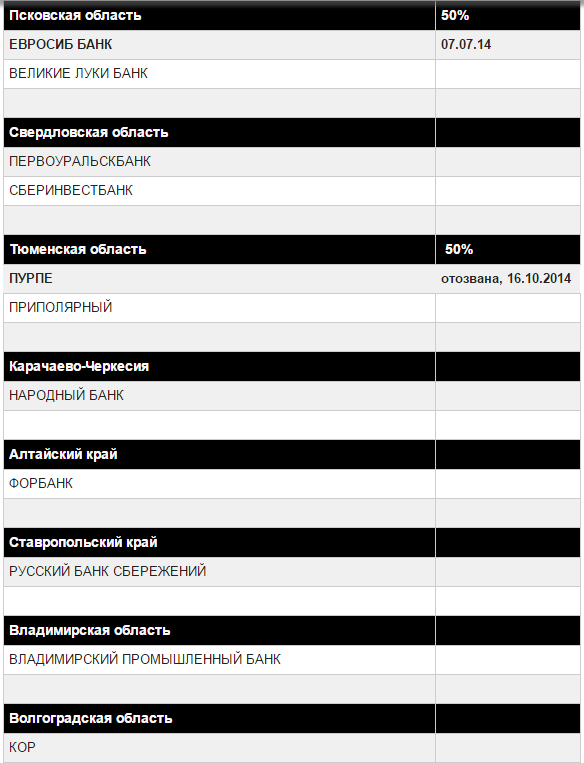 Псковская область 50%
ЕВРОСИБ БАНК 07.07.14
ВЕЛИКИЕ ЛУКИ БАНК
Свердловская область
ПЕРВОУРАЛЬСКБАНК
СБЕРИНВЕСТБАНК
Тюменская область 50%
ПУРПЕ отозвана, 16.10.2014
ПРИПОЛЯРНЫЙ
Карачаево-Черкесия
НАРОДНЫЙ БАНК
Алтайский край
ФОРБАНК
Ставропольский край
РУССКИЙ БАНК СБЕРЕЖЕНИЙ
Владимирская область
ВЛАДИМИРСКИЙ ПРОМЫШЛЕННЫЙ БАНК
Волгоградская область
КОР